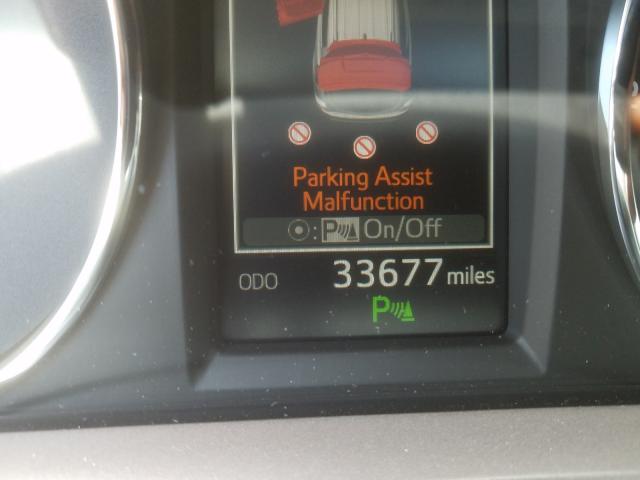 Parking Assist
Malfunction
: P On/Off
ODO 33677 miles
P